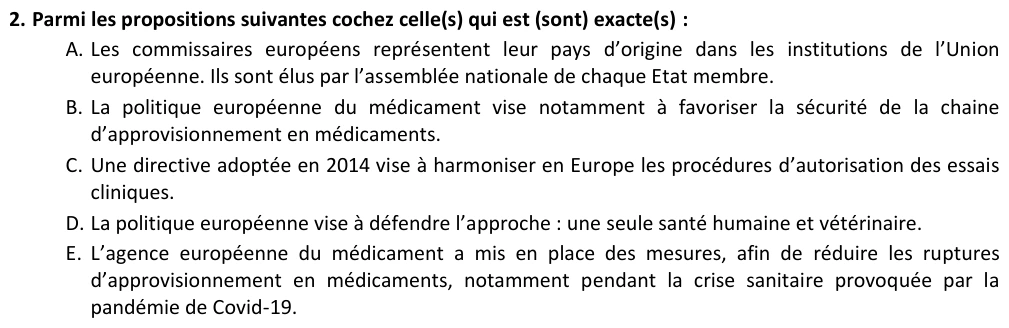 2. Parmi les propositions suivantes cochez celle(s) qui est (sont) exacte(s) :
A. Les commissaires européens représentent leur pays d’origine dans les institutions de l’Union
européenne. Ils sont élus par l’assemblée nationale de chaque Etat membre.
B. La politique européenne du médicament vise notamment à favoriser la sécurité de la chaine
d’approvisionnement en médicaments.
C. Une directive adoptée en 2014 vise à harmoniser en Europe les procédures d’autorisation des essais
cliniques.
D. La politique européenne vise à défendre l’approche : une seule santé humaine et vétérinaire.
E. L’agence européenne du médicament a mis en place des mesures, afin de réduire les ruptures
d’approvisionnement en médicaments, notamment pendant la crise sanitaire provoquée par la
pandémie de Covid-19.